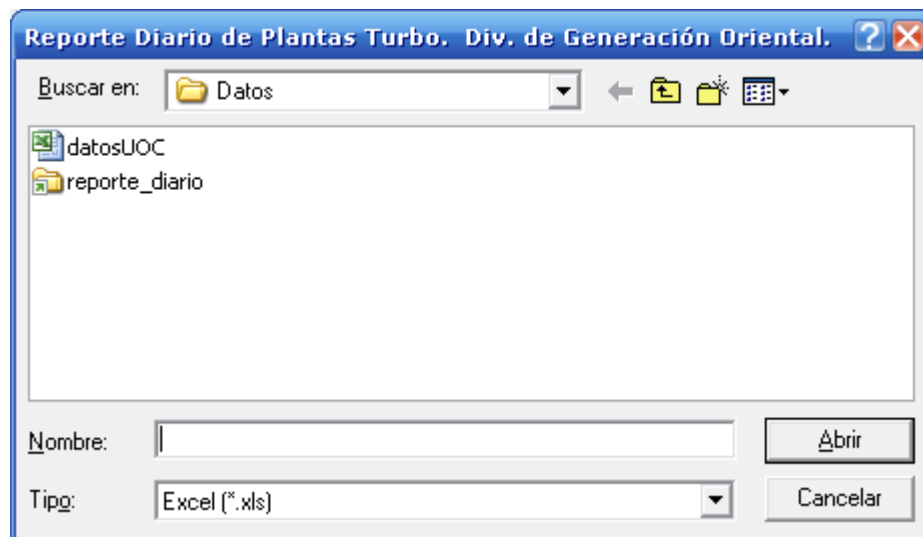 Reporte Diario de Plantas Turbo. Div. de Generación Oriental.
Buscar en: Datos
datosUOC
reporte_diario
Nombre: Abrir
Tipo: Excel (*.xls) Cancelar